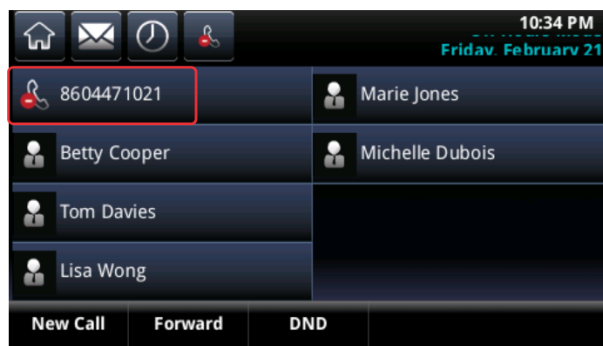 10:34 PM
Friday, February 21
8604471021
Marie Jones
Betty Cooper
Michelle Dubois
Tom Davies
Lisa Wong
New Call Forward DND